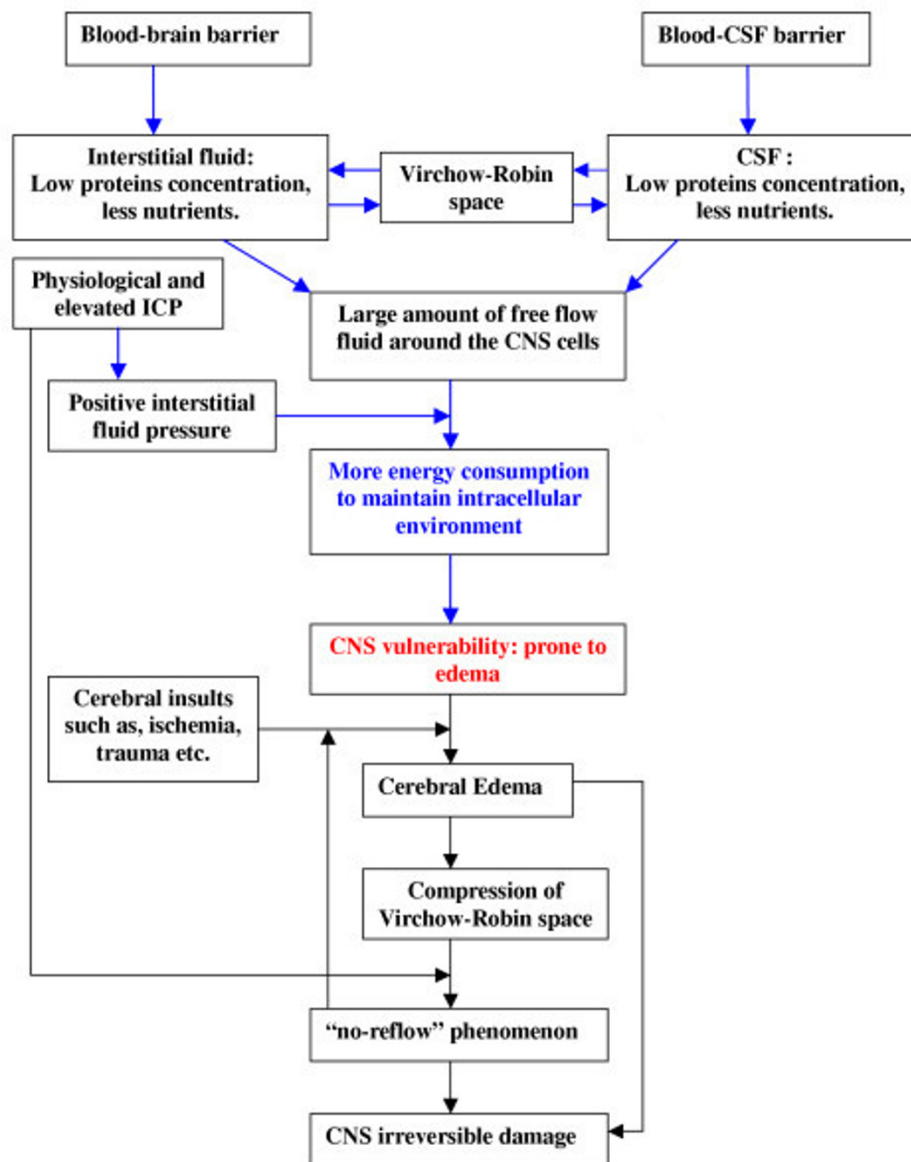 Blood-brain barrier
Blood-CSF barrier
Interstitial fluid:
Low proteins concentration,
less nutrients.
Virchow-Robin
space
CSF :
Low proteins concentration,
less nutrients.
Physiological and
elevated ICP
Large amount of free flow
fluid around the CNS cells
Positive interstitial
fluid pressure
More energy consumption
to maintain intracellular
environment
CNS vulnerability: prone to
edema
Cerebral insults
such as, ischemia,
trauma etc.
Cerebral Edema
Compression of
Virchow-Robin space
“no-reflow” phenomenon
CNS irreversible damage